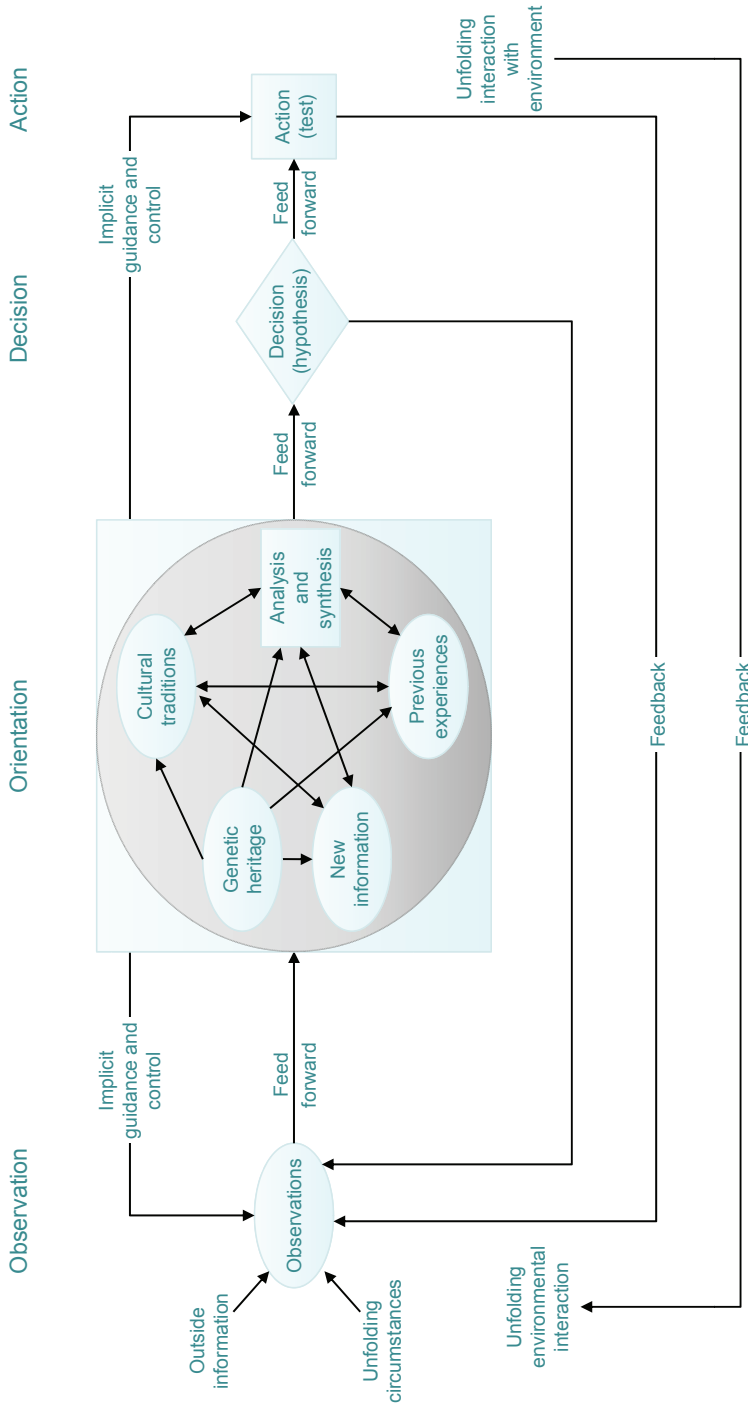 Observation
Orientation
Decision
Action
Implicit
guidance and
control
Implicit
guidance and
control
Outside
information
Unfolding
circumstances
Observations
Feed
forward
Cultural
traditions
Genetic
heritage
New
information
Previous
experiences
Analysis
and
synthesis
Feed
forward
Decision
(hypothesis)
Feed
forward
Action
(test)
Unfolding
interaction
with
environment
Unfolding
environmental
interaction
Feedback
Feedback